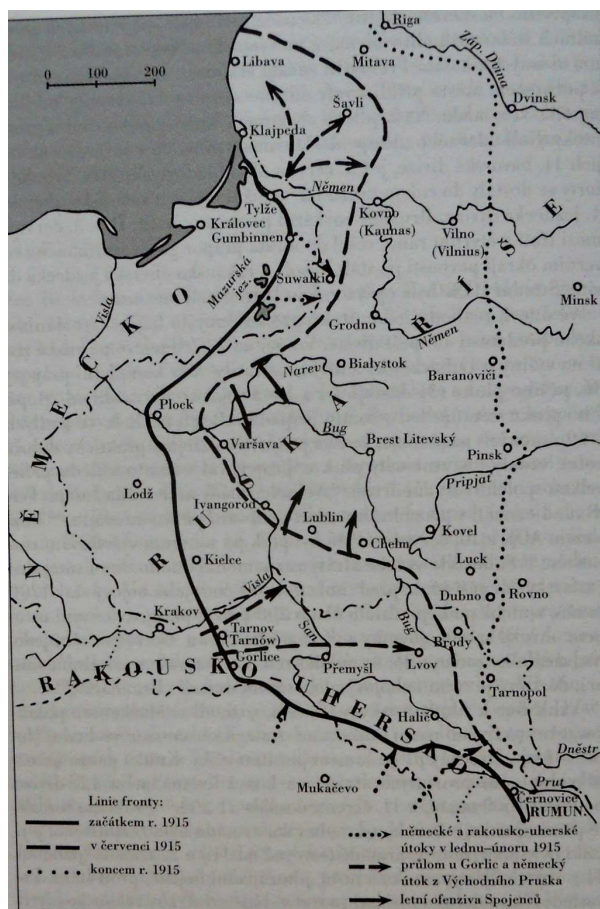 Riga
Záp. Dvina
Libava
Mitava
0 100 200
Šavli
Dvinsk
Klajpeda
Němen
Tylže
Kovno
(Kaunas)
Vilno
(Vilnius)
Královec
Gumbinnen
Visla
Mazurská
jez.
Suwalki
Minsk
Grodno
Němen
Bialystok
Narev
Baranoviči
Plock
Bug
Varšava
Brest Litevský
Pinsk
Pripjat
Lodž
Ivangorod
Lublin
Chelm
Kovel
Kielce
Luck
Visla
Dubno
Rovno
Krakov
Tarnov
(Tarnów)
San
Bug
Brody
Gorlice
Přemyšl
Lvov
Tarnopol
Halič
Dněstr
Mukačevo
Prut
Černovice
RUMUN.
NĚMECKO
RUSKÁ ŘÍŠE
RAKOUSKO UHERSKO
Linie fronty:
začátkem r. 1915
v červenci 1915
koncem r. 1915
německé a rakousko-uherské
útoky v lednu–únoru 1915
průlom u Gorlic a německý
útok z Východního Pruska
letní ofenziva Spojenců